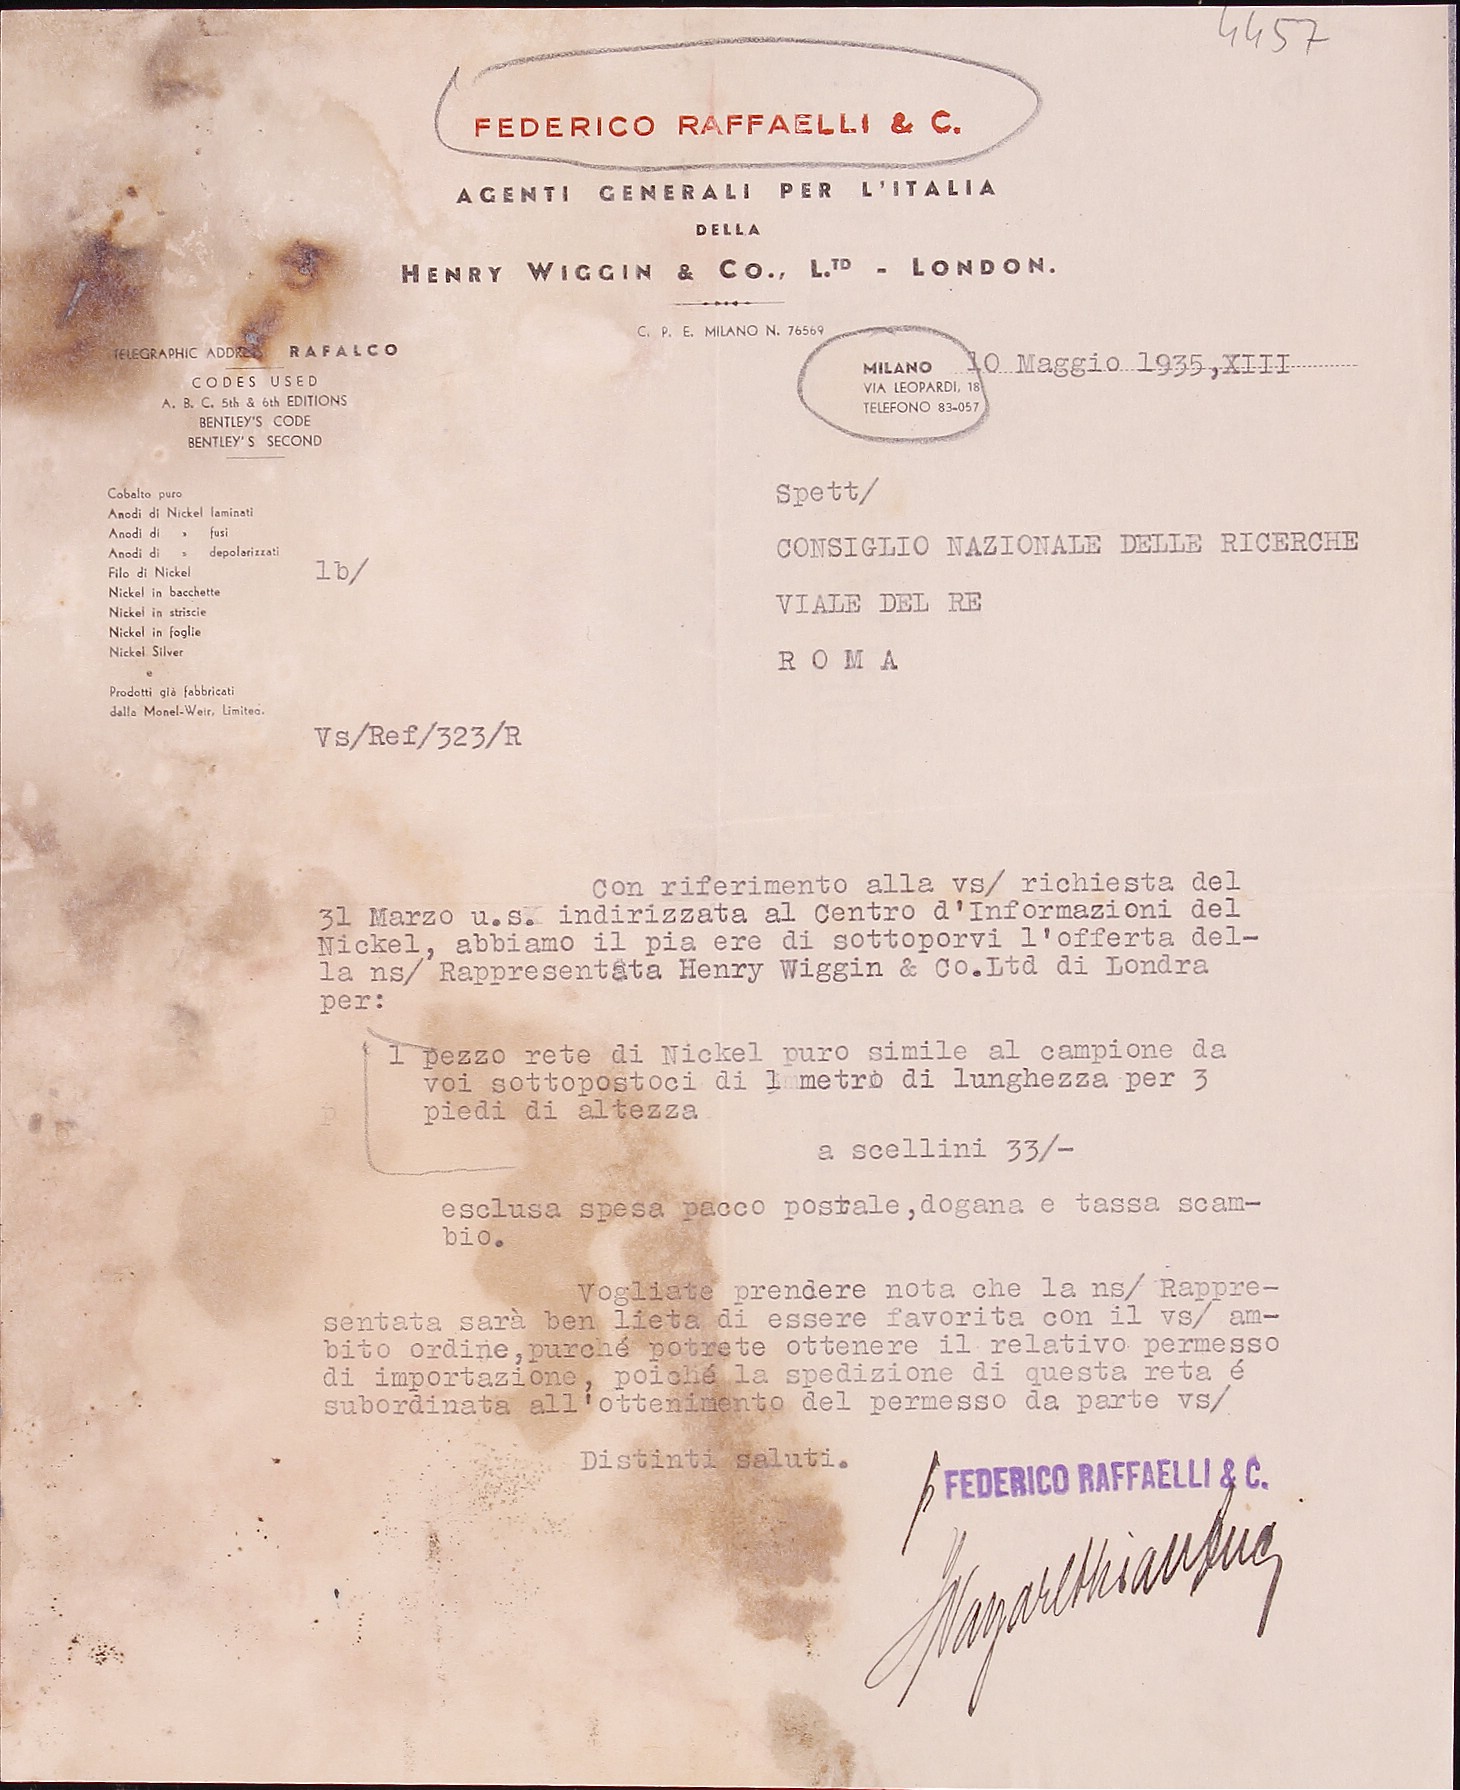 4457
FEDERICO RAFFAELLI & C.
AGENTI GENERALI PER L'ITALIA
DELLA
HENRY WIGGIN & CO., L.TD - LONDON.
C. P. E. MILANO N. 76569
TELEGRAPHIC ADDRESS RAFALCO
CODES USED
A. B. C. 5th & 6th EDITIONS
BENTLEY'S CODE
BENTLEY'S SECOND
MILANO 10 Maggio 1935,XIII
VIA LEOPARDI, 18
TELEFONO 83-057
Cobalto puro
Anodi di Nickel laminati
Anodi di » fusi
Anodi di » depolarizzati
Filo di Nickel
Nickel in bacchette
Nickel in striscie
Nickel in foglie
Nickel Silver
e
Prodotti già fabbricati
dalla Monel-Weir, Limited.
lb/
Spett/
CONSIGLIO NAZIONALE DELLE RICERCHE
VIALE DEL RE
R O M A
Vs/Ref/323/R
Con riferimento alla vs/ richiesta del
31 Marzo u.s. indirizzata al Centro d'Informazioni del
Nickel, abbiamo il pia ere di sottoporvi l'offerta del-
la ns/ Rappresentata Henry Wiggin & Co.Ltd di Londra
per:
1 pezzo rete di Nickel puro simile al campione da
voi sottopostoci di 1 metro di lunghezza per 3
piedi di altezza
a scellini 33/-
esclusa spesa pacco postale,dogana e tassa scam-
bio.
Vogliate prendere nota che la ns/ Rappre-
sentata sarà ben lieta di essere favorita con il vs/ am-
bito ordine,purché potrete ottenere il relativo permesso
di importazione, poiché la spedizione di questa reta é
subordinata all'ottenimento del permesso da parte vs/
Distinti saluti.
p FEDERICO RAFFAELLI & C.